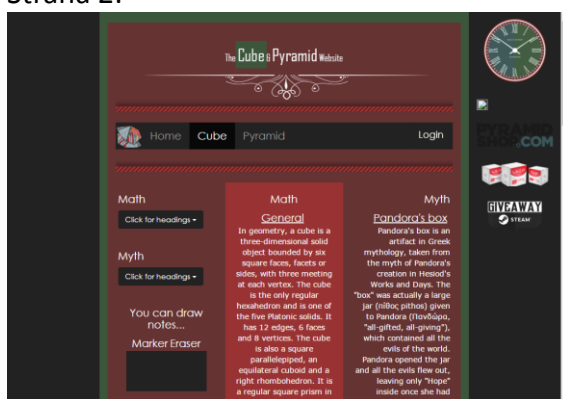 Strana 2:
The Cube & Pyramid Website
Home Cube Pyramid Login
PYRAMID
SHOP.COM
GIVEAWAY
STEAM
Math
Click for headings
Myth
Click for headings
You can draw
notes...
Marker Eraser
Math
General
In geometry, a cube is a
three-dimensional solid
object bounded by six
square faces, facets or
sides, with three meeting
at each vertex. The cube
is the only regular
hexahedron and is one of
the five Platonic solids. It
has 12 edges, 6 faces
and 8 vertices. The cube
is also a square
parallelepiped, an
equilateral cuboid and a
right rhombohedron. It is
a regular square prism in
Myth
Pandora's box
Pandora's box is an
artifact in Greek
mythology, taken from
the myth of Pandora's
creation in Hesiod's
Works and Days. The
"box" was actually a large
jar (πίθος pithos) given
to Pandora (Πανδώρα,
"all-gifted, all-giving"),
which contained all the
evils of the world.
Pandora opened the jar
and all the evils flew out,
leaving only "Hope"
inside once she had